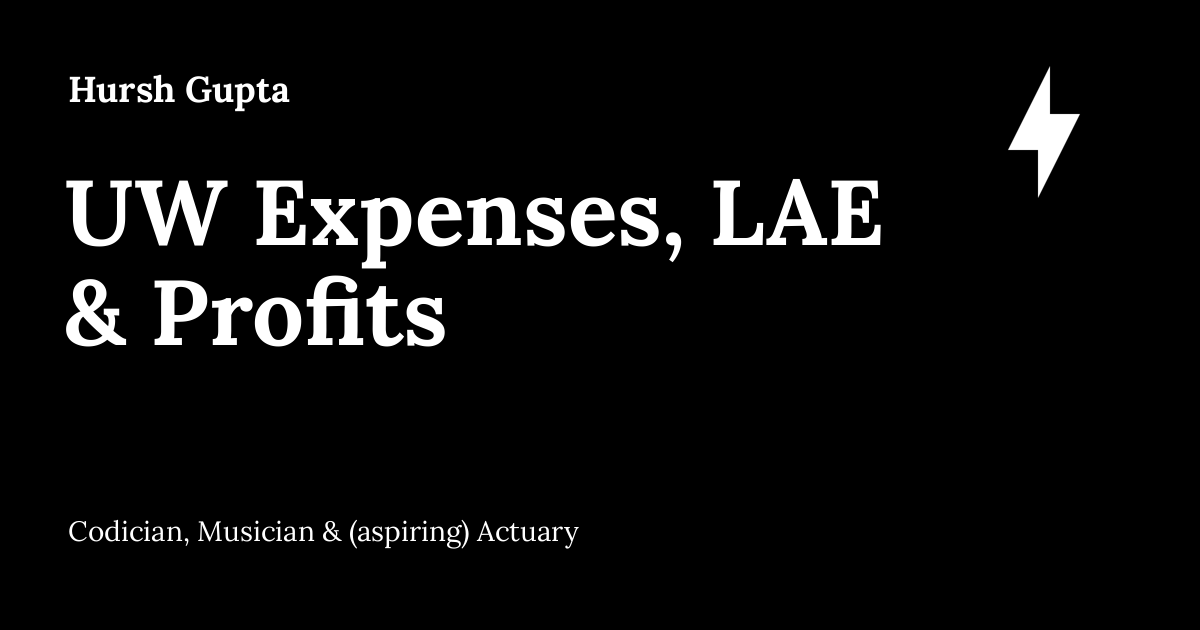 Hursh Gupta
UW Expenses, LAE
& Profits
Codician, Musician & (aspiring) Actuary